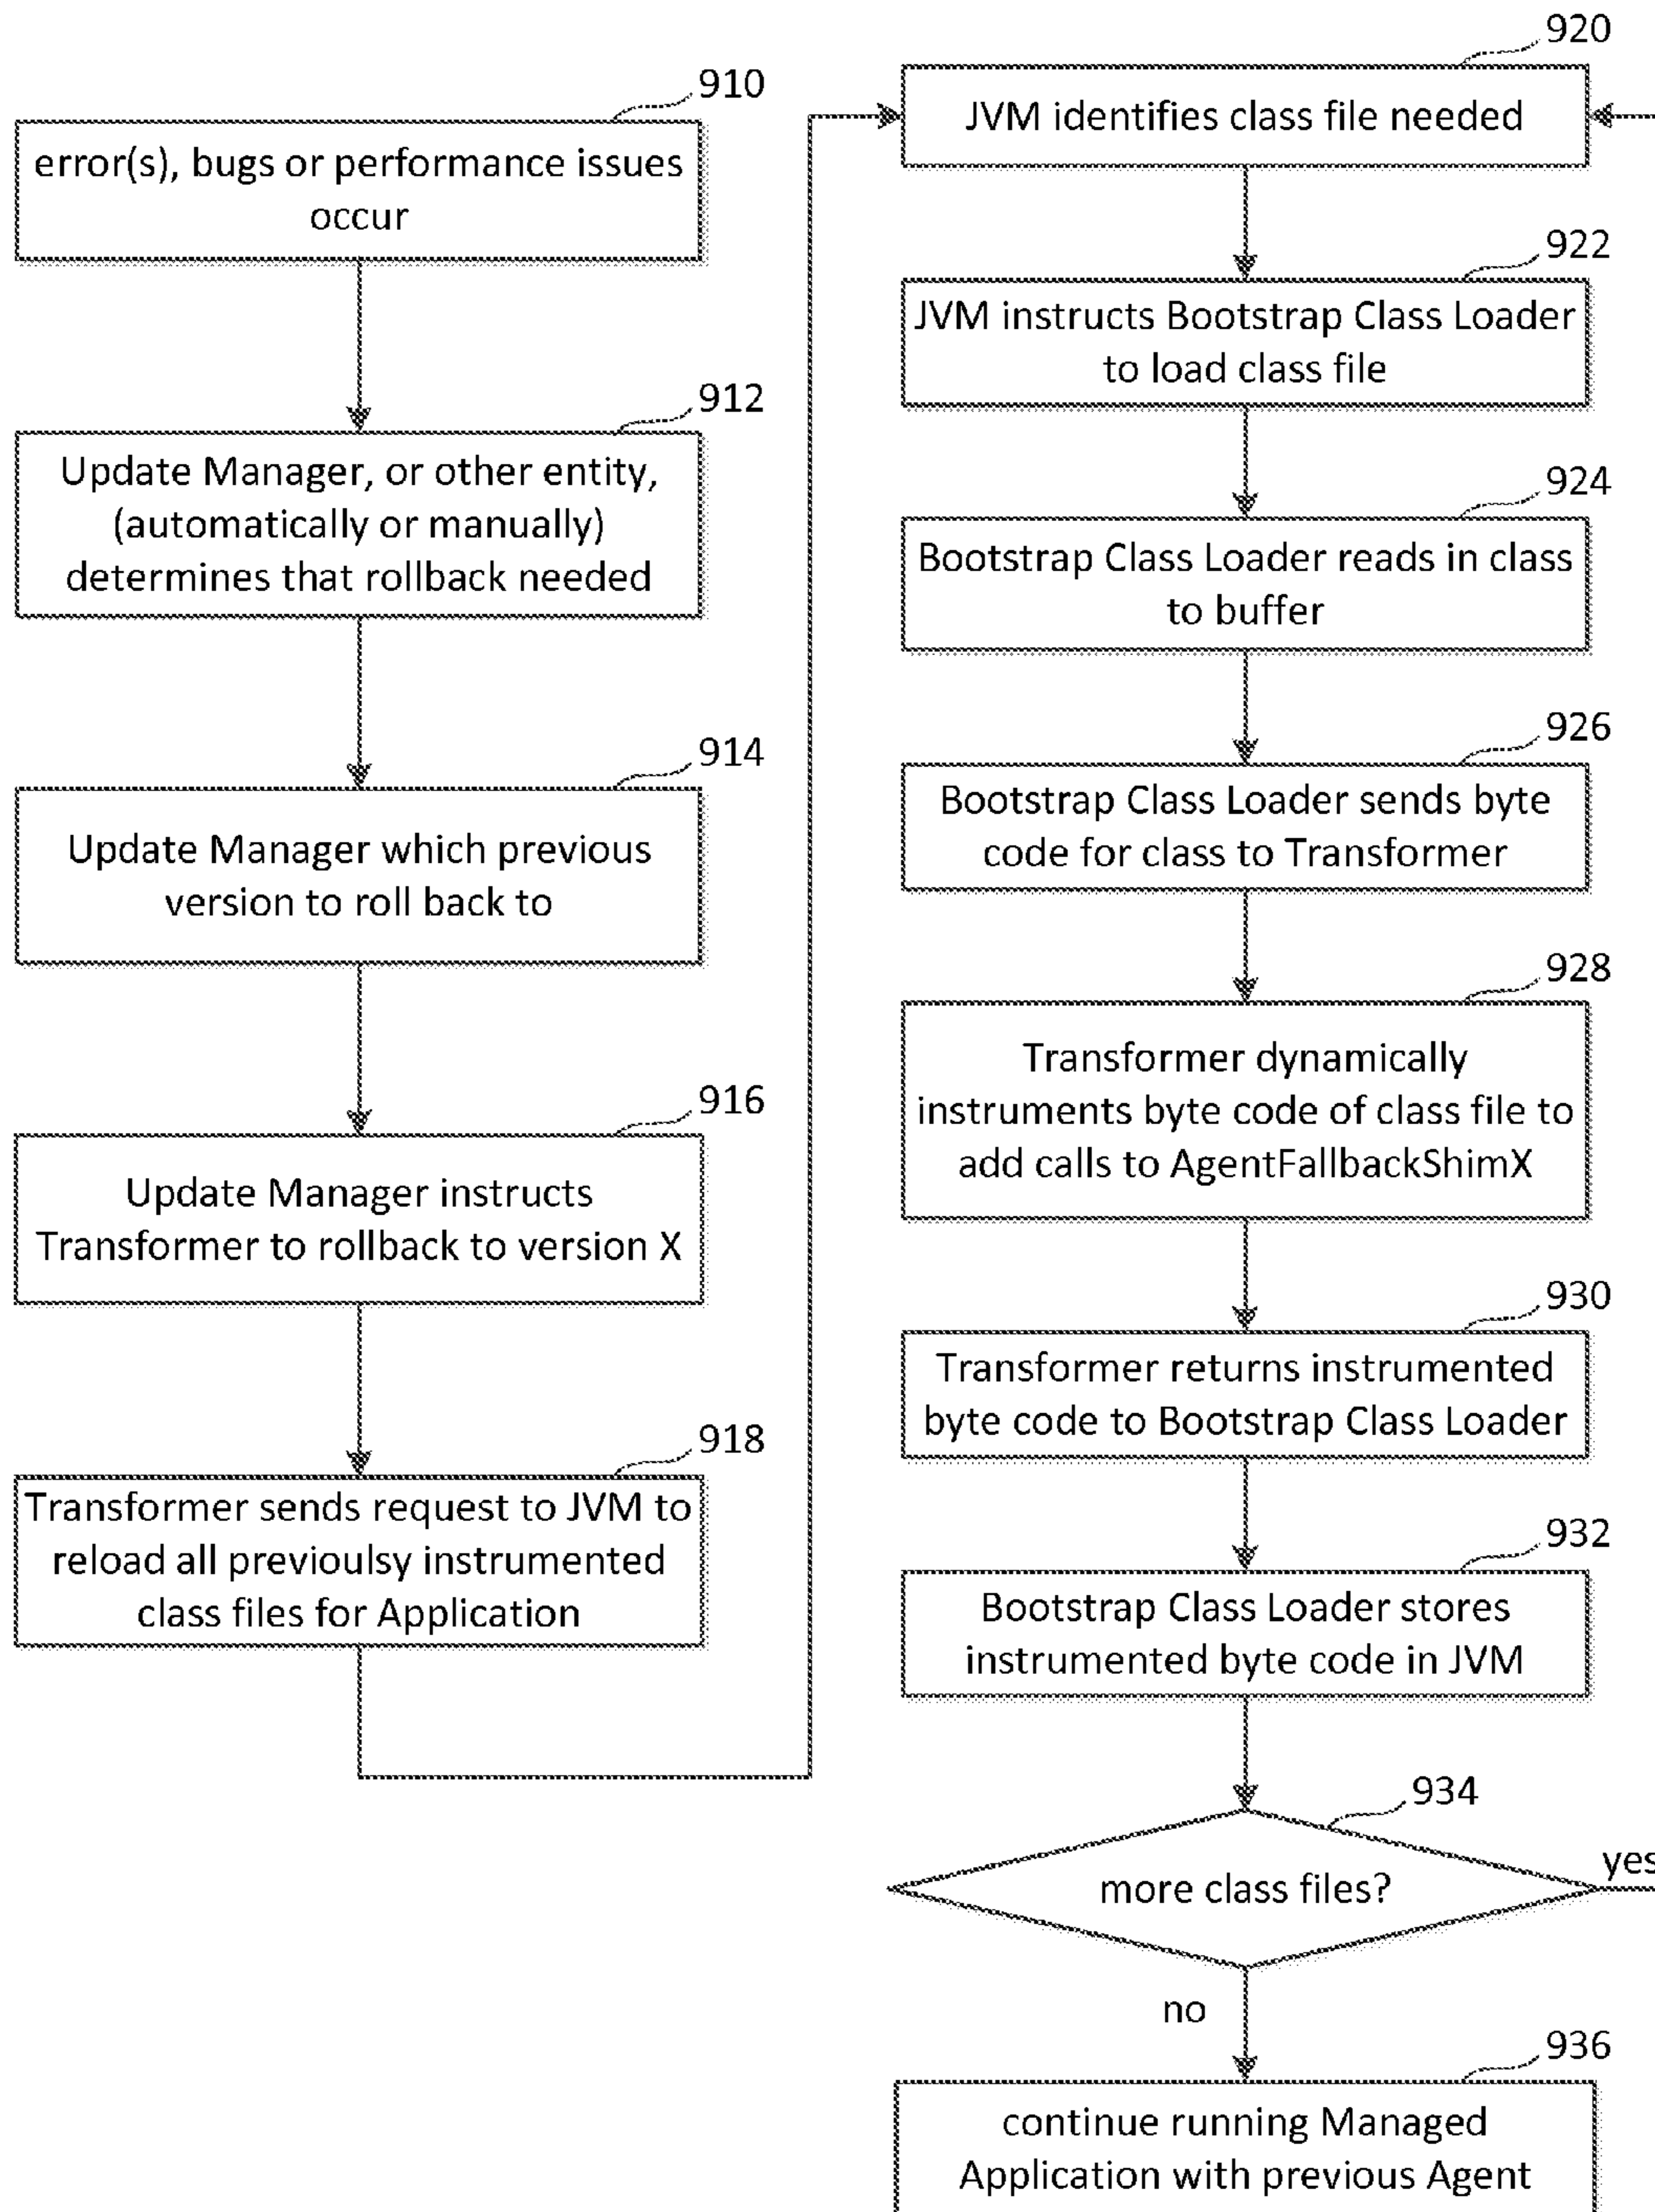 910
error(s), bugs or performance issues
occur
912
Update Manager, or other entity,
(automatically or manually)
determines that rollback needed
914
Update Manager which previous
version to roll back to
916
Update Manager instructs
Transformer to rollback to version X
918
Transformer sends request to JVM to
reload all previoulsy instrumented
class files for Application
920
JVM identifies class file needed
922
JVM instructs Bootstrap Class Loader
to load class file
924
Bootstrap Class Loader reads in class
to buffer
926
Bootstrap Class Loader sends byte
code for class to Transformer
928
Transformer dynamically
instruments byte code of class file to
add calls to AgentFallbackShimX
930
Transformer returns instrumented
byte code to Bootstrap Class Loader
932
Bootstrap Class Loader stores
instrumented byte code in JVM
934
more class files?
yes
no
936
continue running Managed
Application with previous Agent